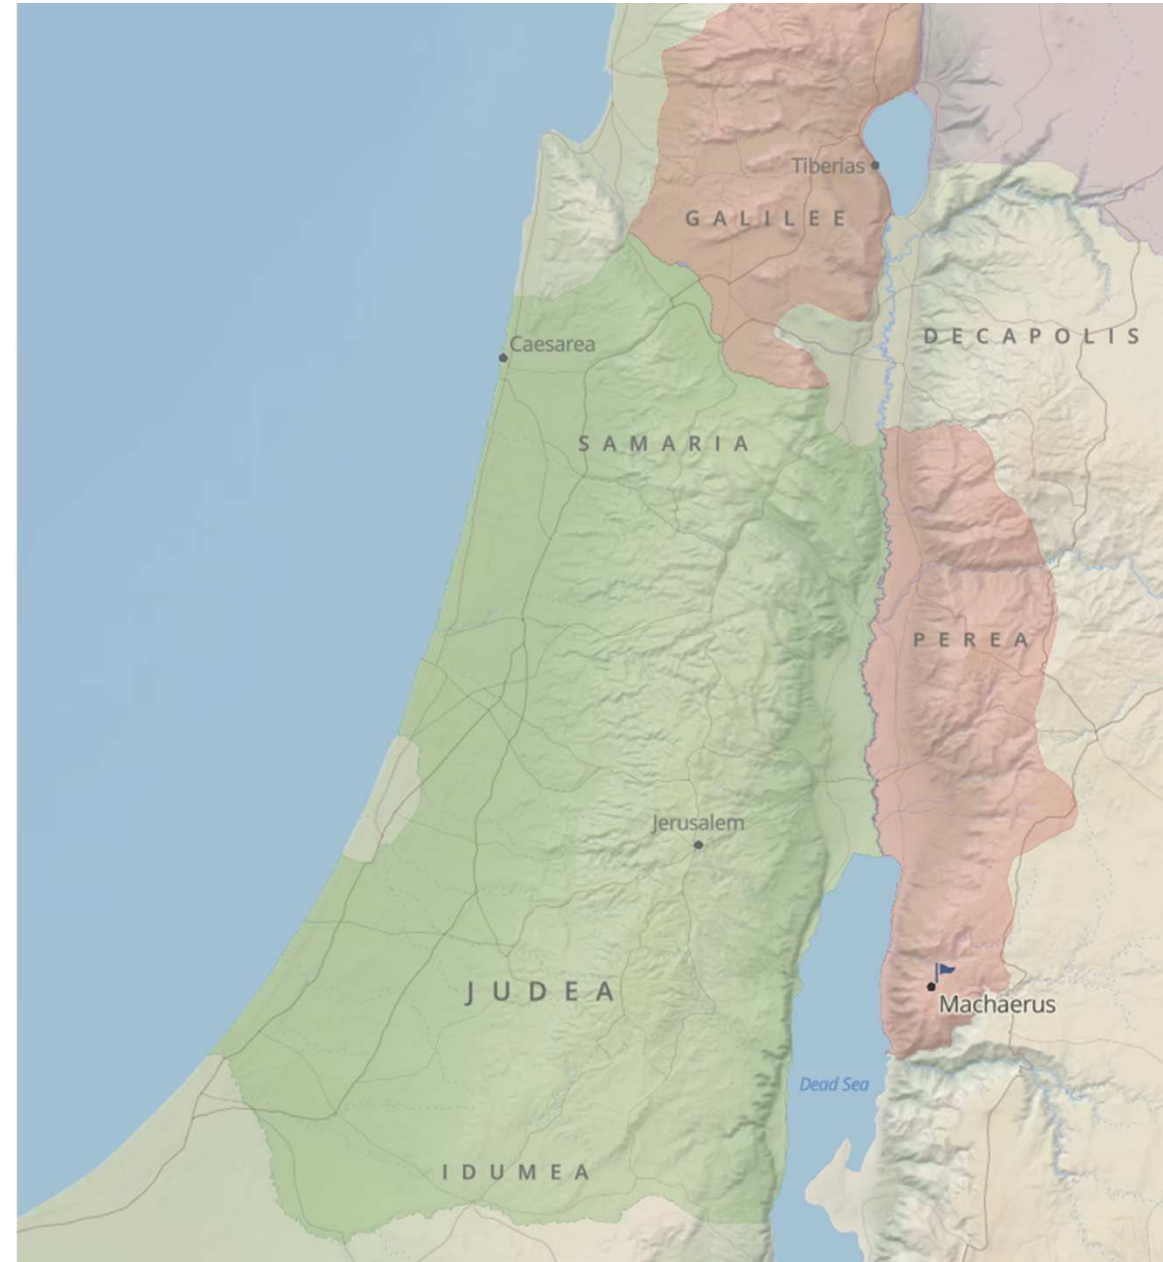 Tiberias
GALILEE
DECAPOLIS
Caesarea
SAMARIA
PEREA
Jerusalem
JUDEA
Machaerus
Dead Sea
IDUMEA